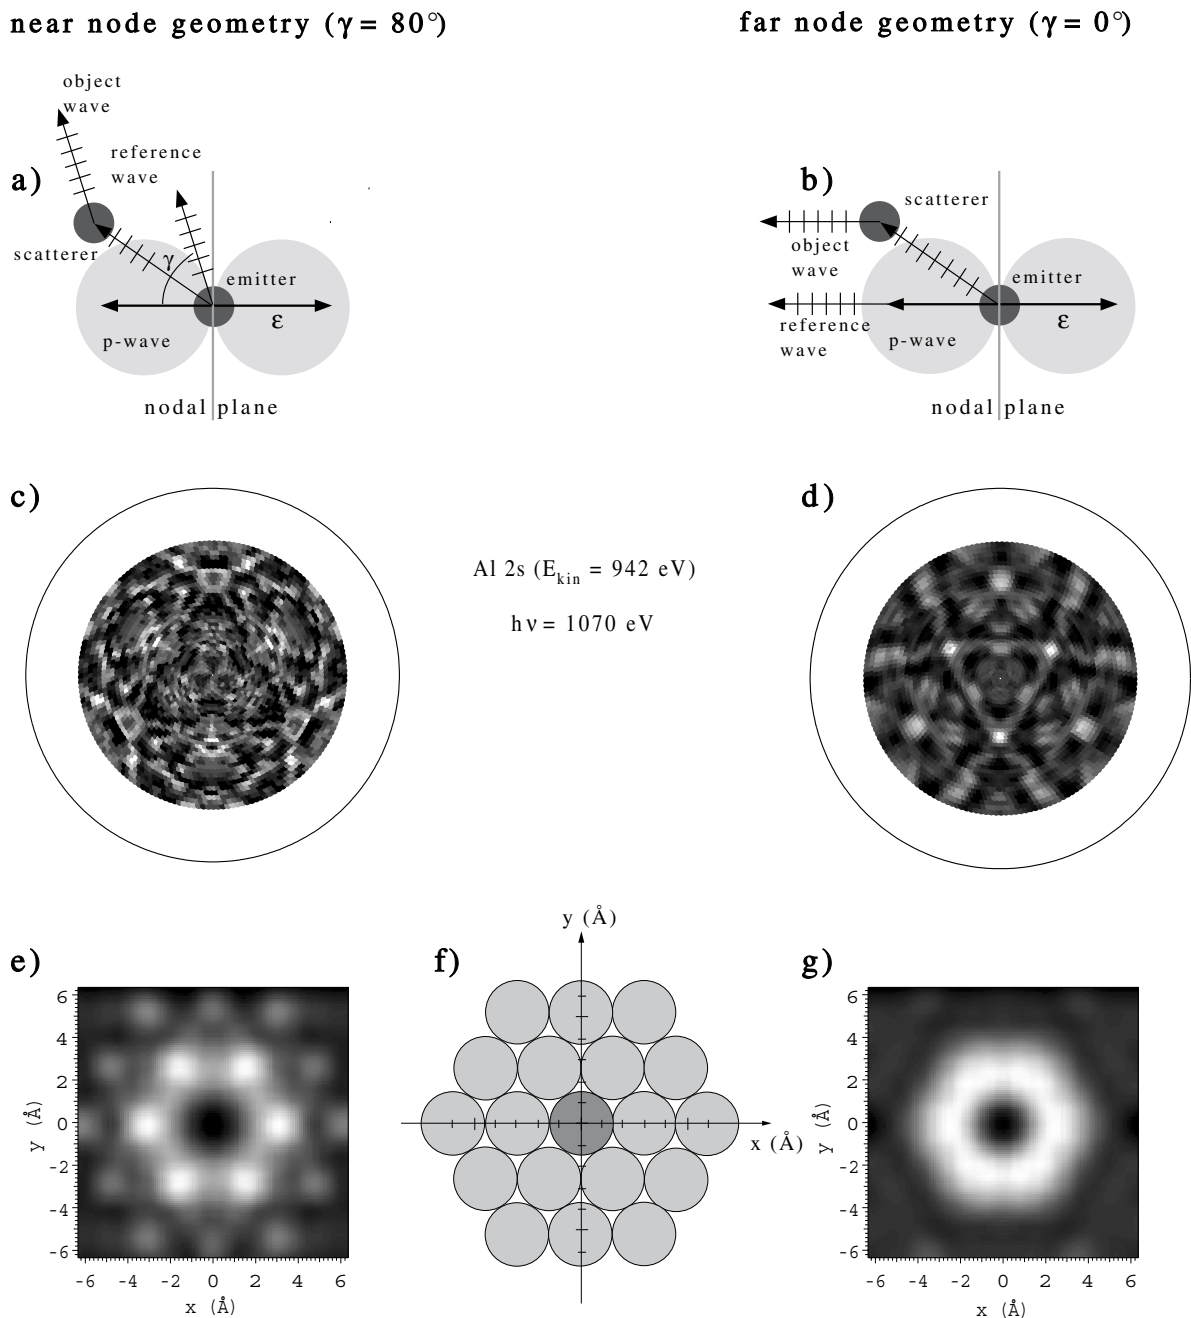 near node geometry (γ = 80°)
far node geometry (γ = 0°)
object
wave
reference
wave
a)
scatterer
γ
emitter
ε
p-wave
nodal plane
b)
scatterer
object
wave
emitter
reference
wave
ε
p-wave
nodal plane
c)
d)
Al 2s (E_kin = 942 eV)
hν = 1070 eV
e)
f)
g)
y (Å)
x (Å)
6
4
2
0
-2
-4
-6
y (Å)
-6 -4 -2 0 2 4 6
x (Å)
6
4
2
0
-2
-4
-6
y (Å)
-6 -4 -2 0 2 4 6
x (Å)